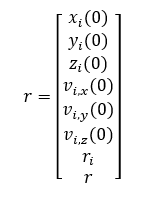 x_i(0)
y_i(0)
z_i(0)
v_{i,x}(0)
r = v_{i,y}(0)
v_{i,z}(0)
r_i
r